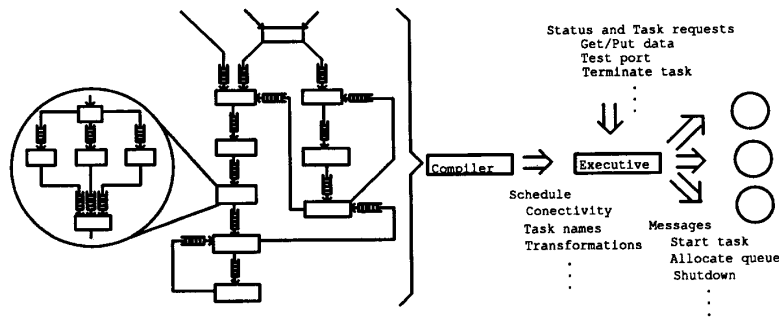 Status and Task requests
Get/Put data
Test port
Terminate task
Compiler
Executive
Schedule
Conectivity
Task names
Transformations
Messages
Start task
Allocate queue
Shutdown